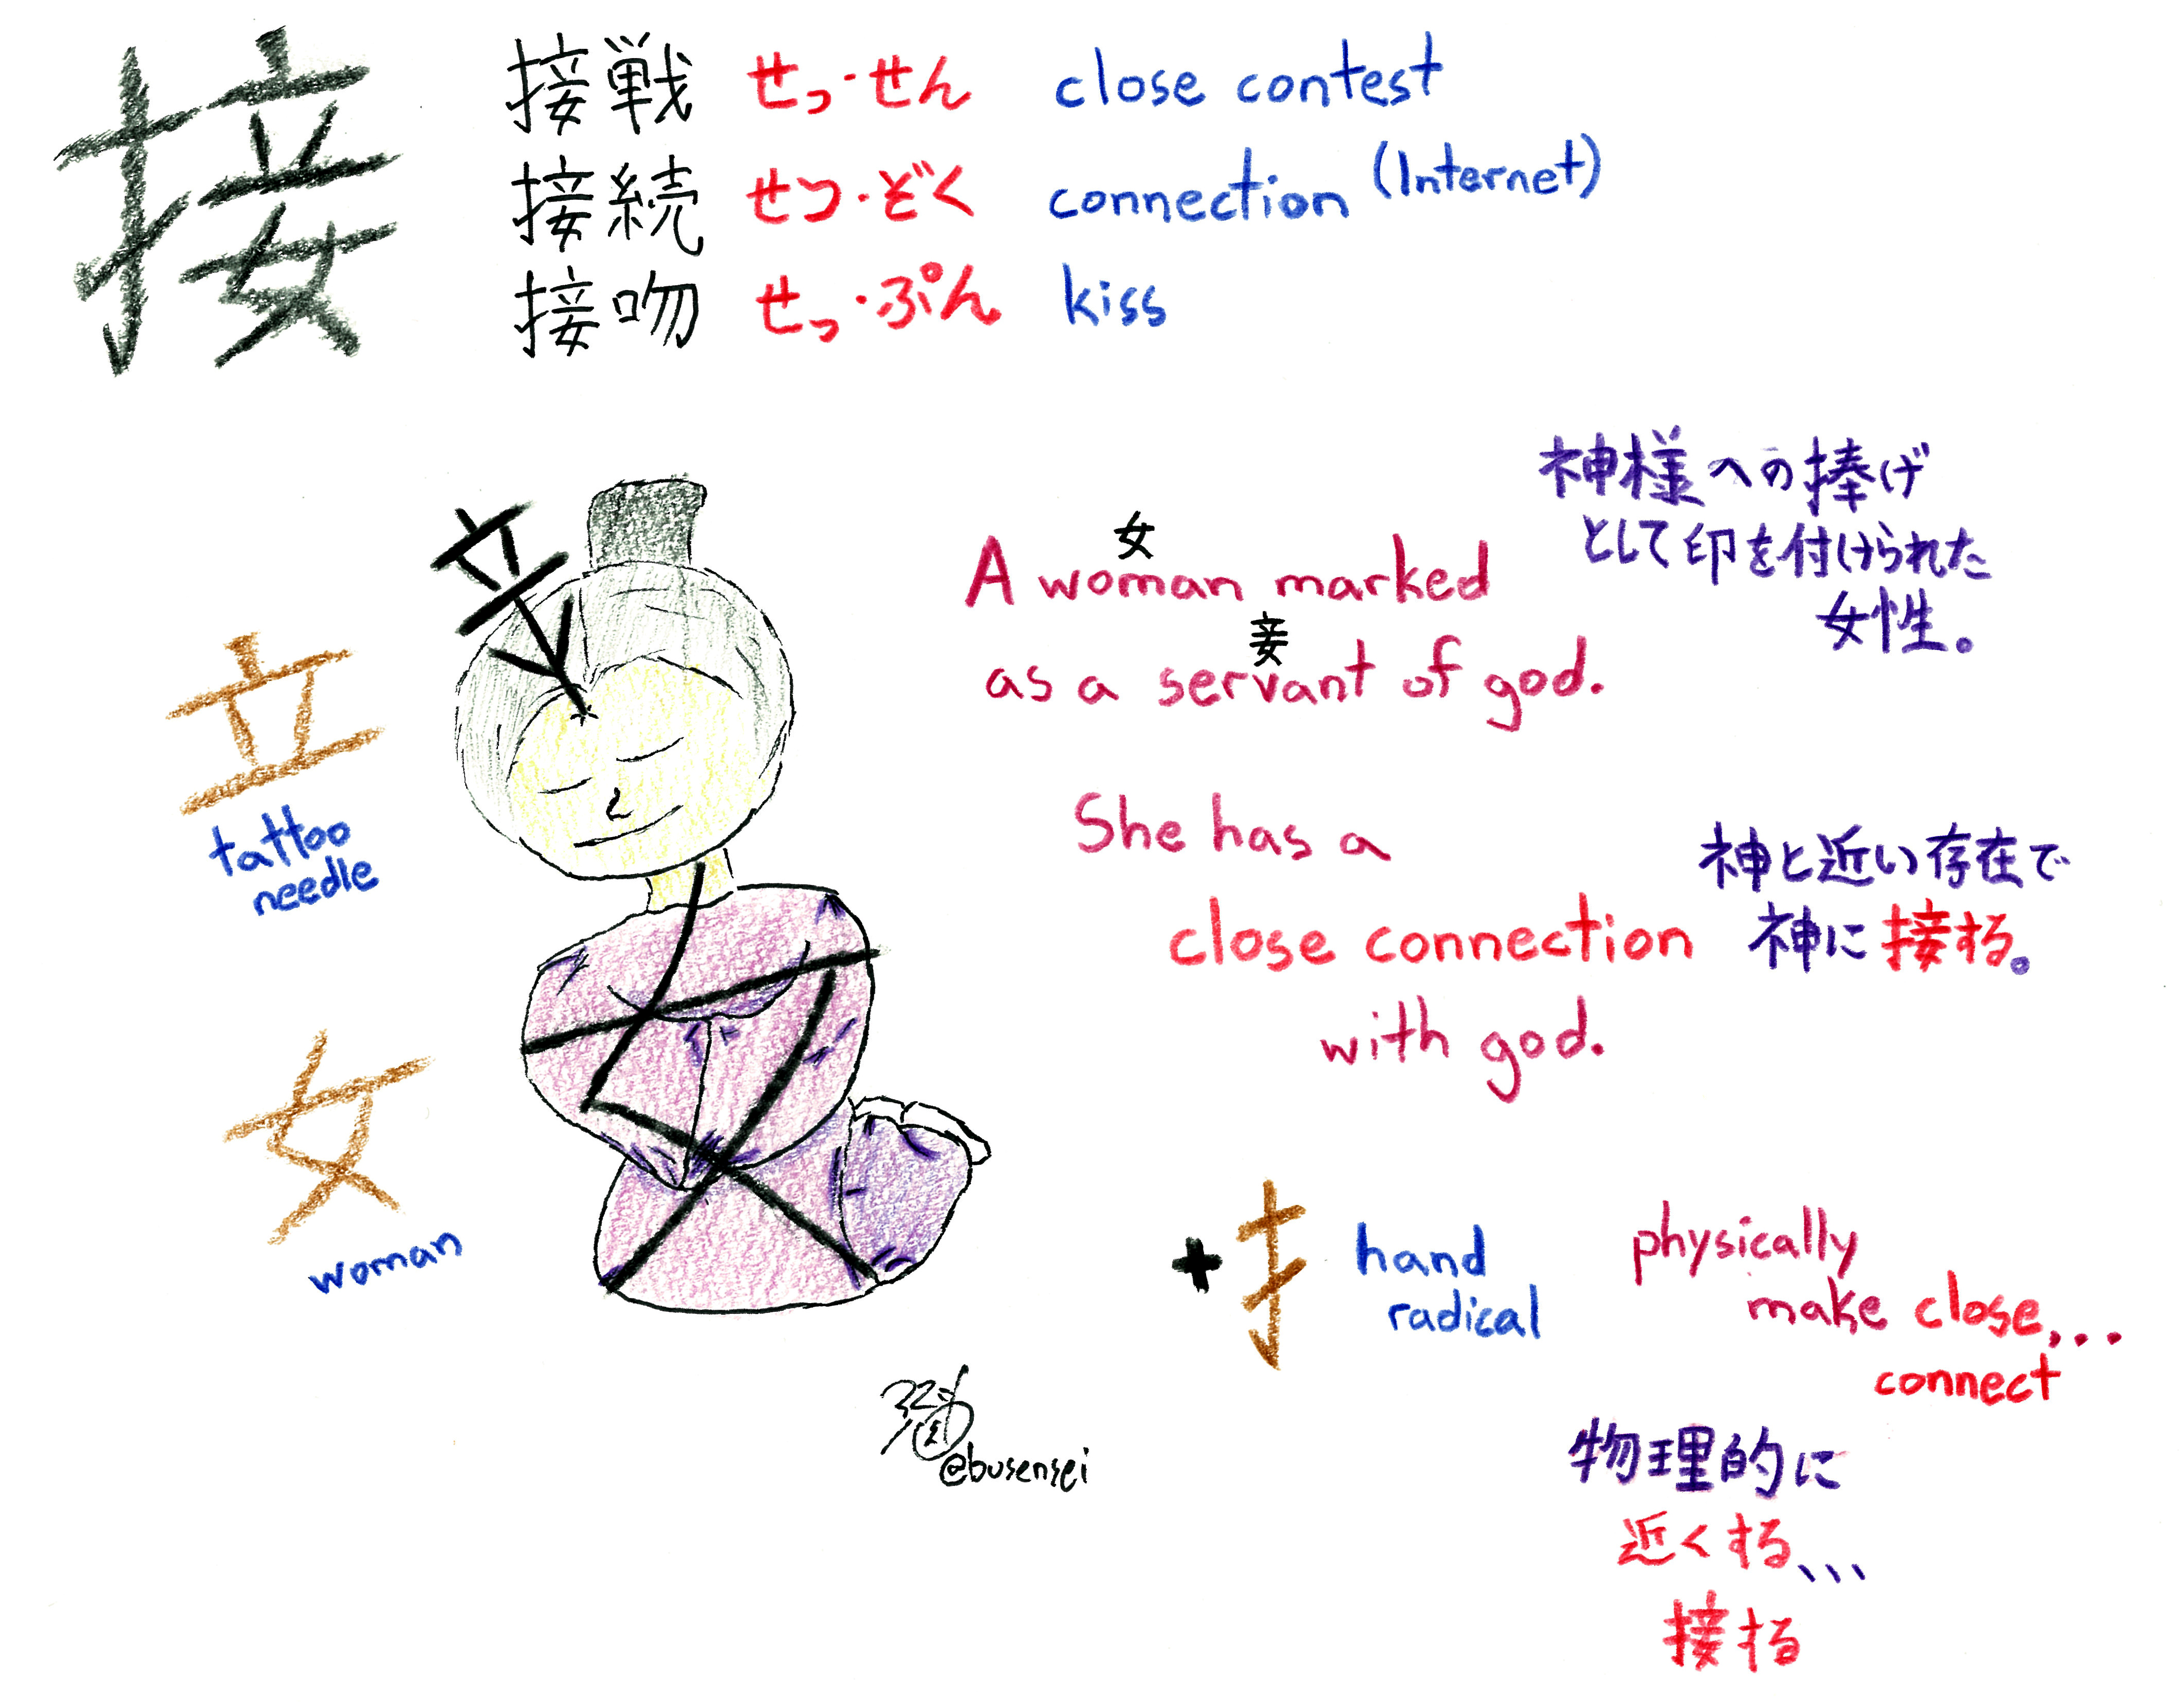 接
接戦 せっ・せん close contest
接続 せつ・ぞく connection (Internet)
接吻 せっ・ぷん kiss
立
tattoo
needle
女
woman
立
女
女
A woman marked
妾
as a servant of god.
神様への捧げ
として印を付けられた
女性。
She has a
close connection
with god.
神と近い存在で
神に接する。
+扌 hand
radical
physically
make close,...
connect
物理的に
近くする、、、
接する
@busensei